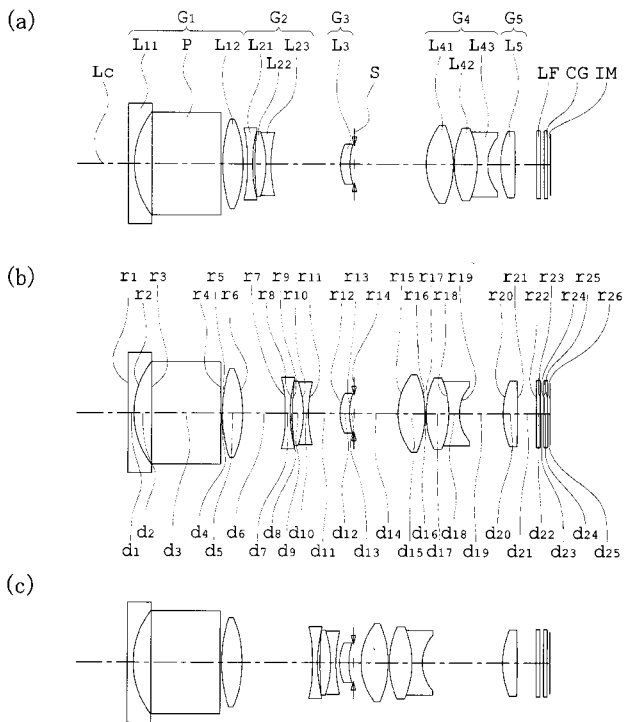 (a)
G1 G2 G3 G4 G5
L11 P L12 L21 L23 L3 L41 L43 L5
L22 S L42 LF CG IM
Lc
(b)
r1 r3 r5 r7 r9 r11 r13 r15 r17 r19 r21 r23 r25
r2 r4 r6 r8 r10 r12 r14 r16 r18 r20 r22 r24 r26
d2 d4 d6 d8 d10 d12 d14 d16 d18 d20 d22 d24
d1 d3 d5 d7 d9 d11 d13 d15 d17 d19 d21 d23 d25
(c)